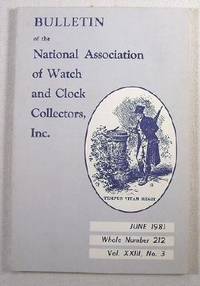 BULLETIN
of the
National Association
of Watch
and Clock
Collectors,
Inc.
TEMPUS VITAM REGIT
JUNE 1981
Whole Number 212
Vol. XXIII, No. 3